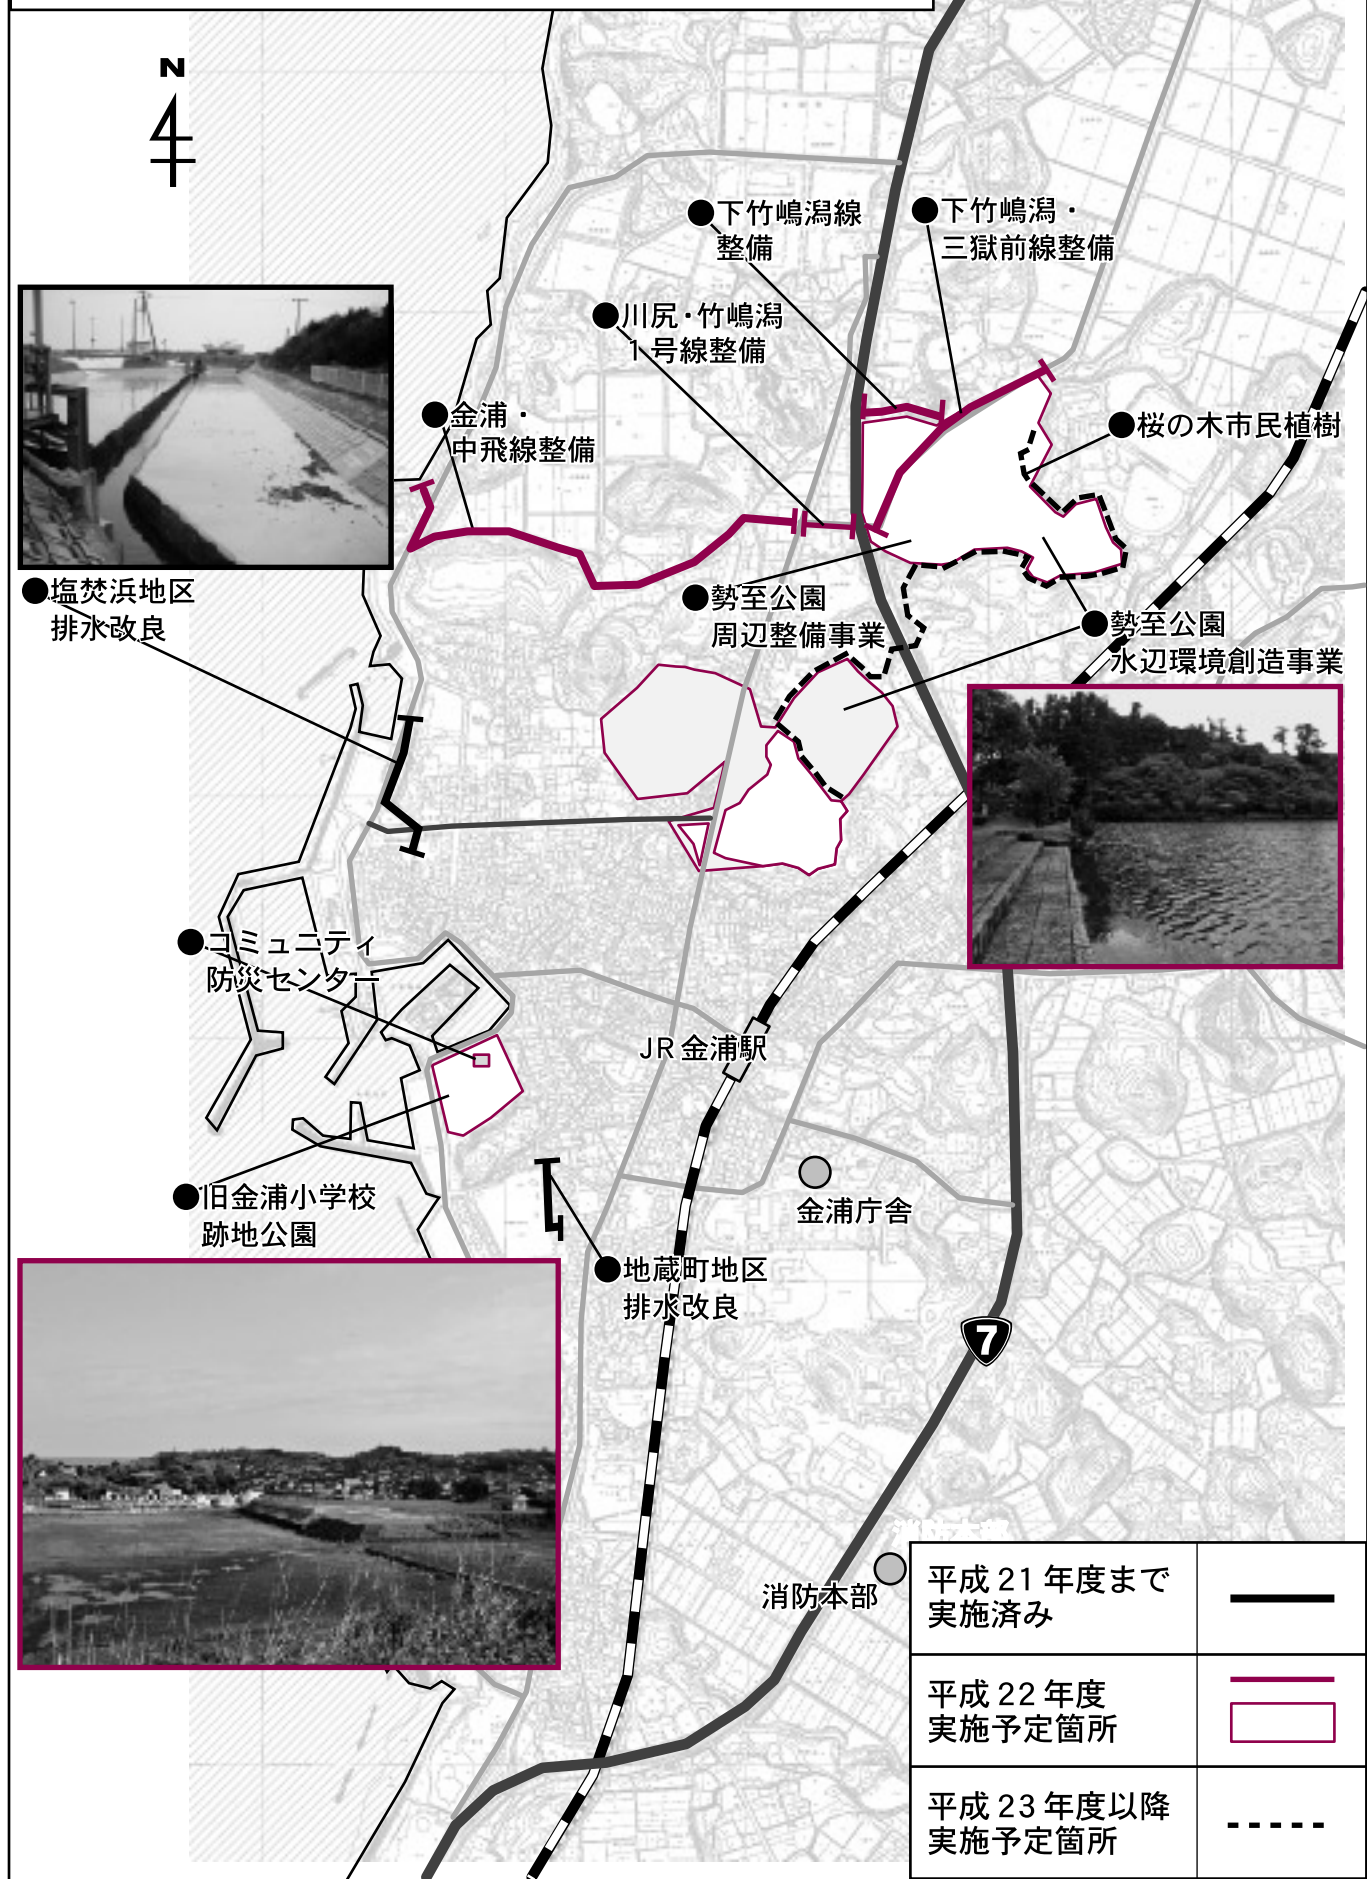 N
●下竹嶋潟線
整備
●下竹嶋潟・
三獄前線整備
●川尻・竹嶋潟
1号線整備
●金浦・
中飛線整備
●桜の木市民植樹
●塩焚浜地区
排水改良
●勢至公園
周辺整備事業
●勢至公園
水辺環境創造事業
●コミュニティ
防災センター
JR金浦駅
●旧金浦小学校
跡地公園
金浦庁舎
●地蔵町地区
排水改良
7
消防本部
消防本部
平成21年度まで
実施済み
平成22年度
実施予定箇所
平成23年度以降
実施予定箇所